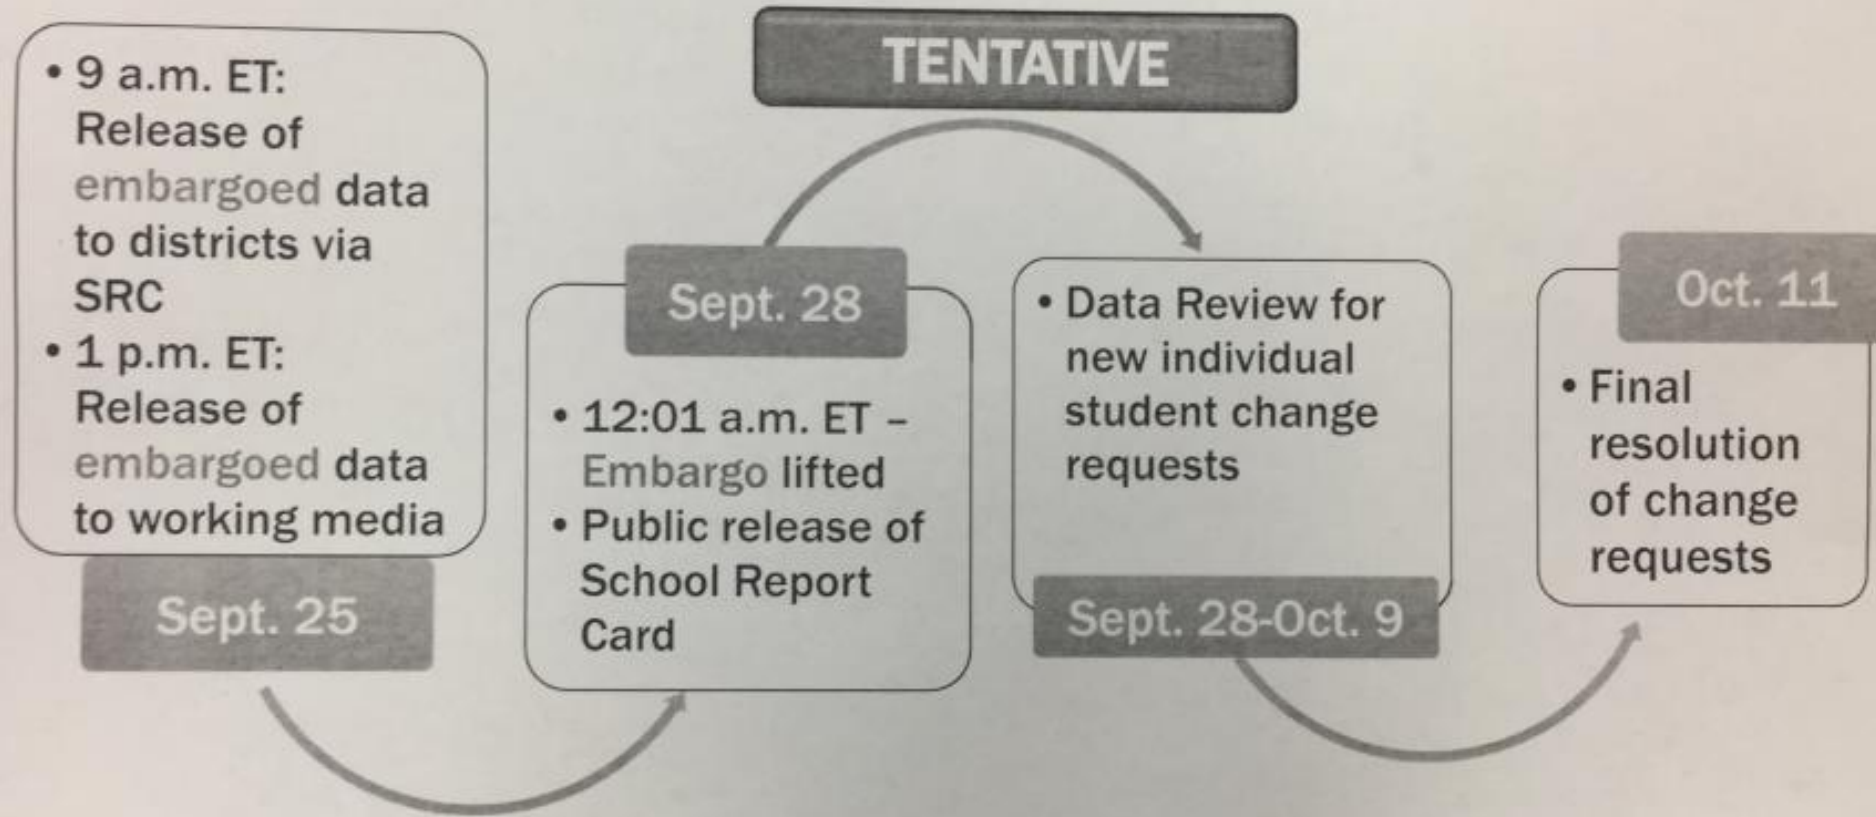 TENTATIVE
• 9 a.m. ET:
Release of
embargoed data
to districts via
SRC
• 1 p.m. ET:
Release of
embargoed data
to working media
Sept. 25
Sept. 28
• 12:01 a.m. ET –
Embargo lifted
• Public release of
School Report
Card
• Data Review for
new individual
student change
requests
Sept. 28-Oct. 9
Oct. 11
• Final
resolution
of change
requests